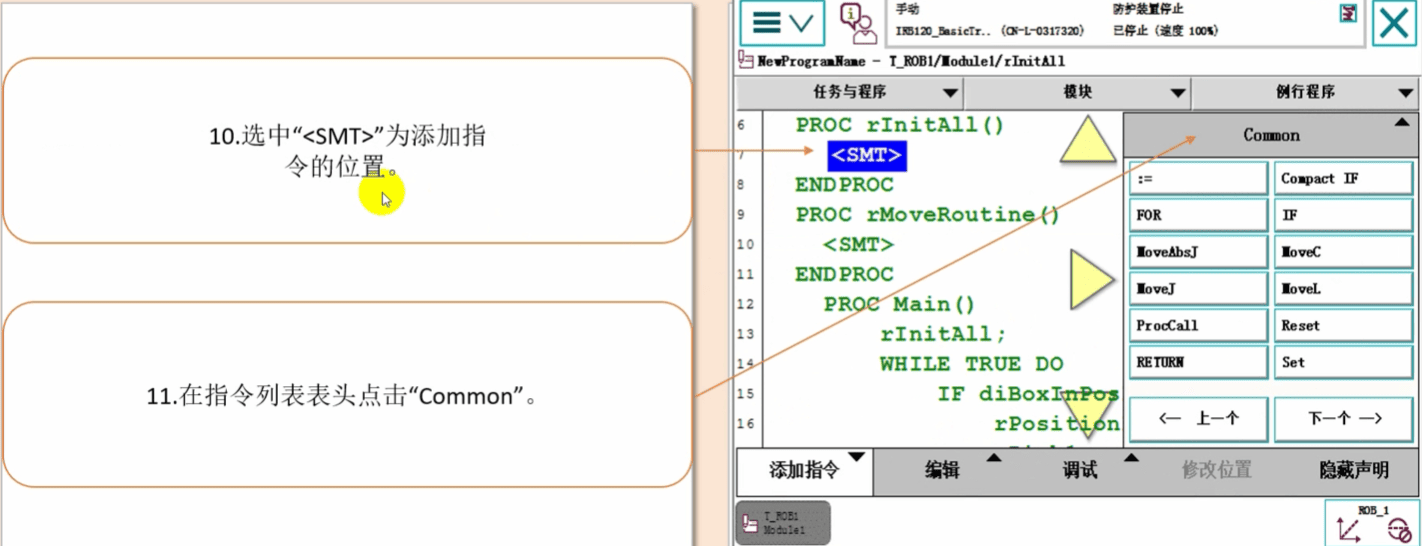 10.选中“<SMT>”为添加指
令的位置。
11.在指令列表表头点击“Common”。
手动
防护装置停止
IRB120_BasicTr.. (CN-L-0317320)
已停止 (速度 100%)
NewProgramName - T_ROB1/Module1/rInitAll
任务与程序
模块
例行程序
6 PROC rInitAll()
7 <SMT>
8 ENDPROC
9 PROC rMoveRoutine()
10 <SMT>
11 ENDPROC
12 PROC Main()
13 rInitAll;
14 WHILE TRUE DO
15 IF diBoxInPos
16 rPosition
Common
:= Compact IF
FOR IF
MoveAbsJ MoveC
MoveJ MoveL
ProcCall Reset
RETURN Set
<— 上一个 下一个 —>
添加指令 编辑 调试 修改位置 隐藏声明
T_ROB1
Module1
ROB_1